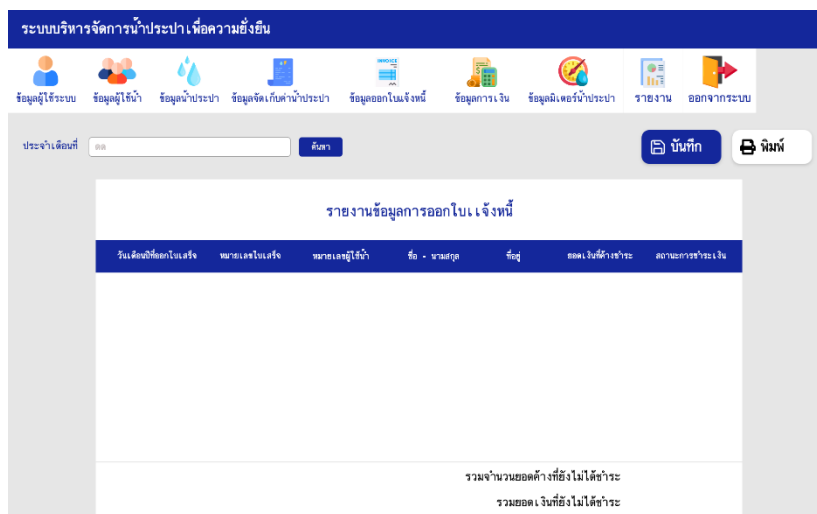 ระบบบริหารจัดการน้ำประปาเพื่อความยั่งยืน
INVOICE
ข้อมูลผู้ใช้ระบบ ข้อมูลผู้ใช้น้ำ ข้อมูลน้ำประปา ข้อมูลจัดเก็บค่าน้ำประปา ข้อมูลออกใบแจ้งหนี้ ข้อมูลการเงิน ข้อมูลมิเตอร์น้ำประปา รายงาน ออกจากระบบ
ประจำเดือนที่ ดด ค้นหา บันทึก พิมพ์
รายงานข้อมูลการออกใบเเจ้งหนี้
วันเดือนปีที่ออกใบเสร็จ หมายเลขใบเสร็จ หมายเลขผู้ใช้น้ำ ชื่อ - นามสกุล ที่อยู่ ยอดเงินที่ค้างชำระ สถานะการชำระเงิน
รวมจำนวนยอดค้างที่ยังไม่ได้ชำระ
รวมยอดเงินที่ยังไม่ได้ชำระ